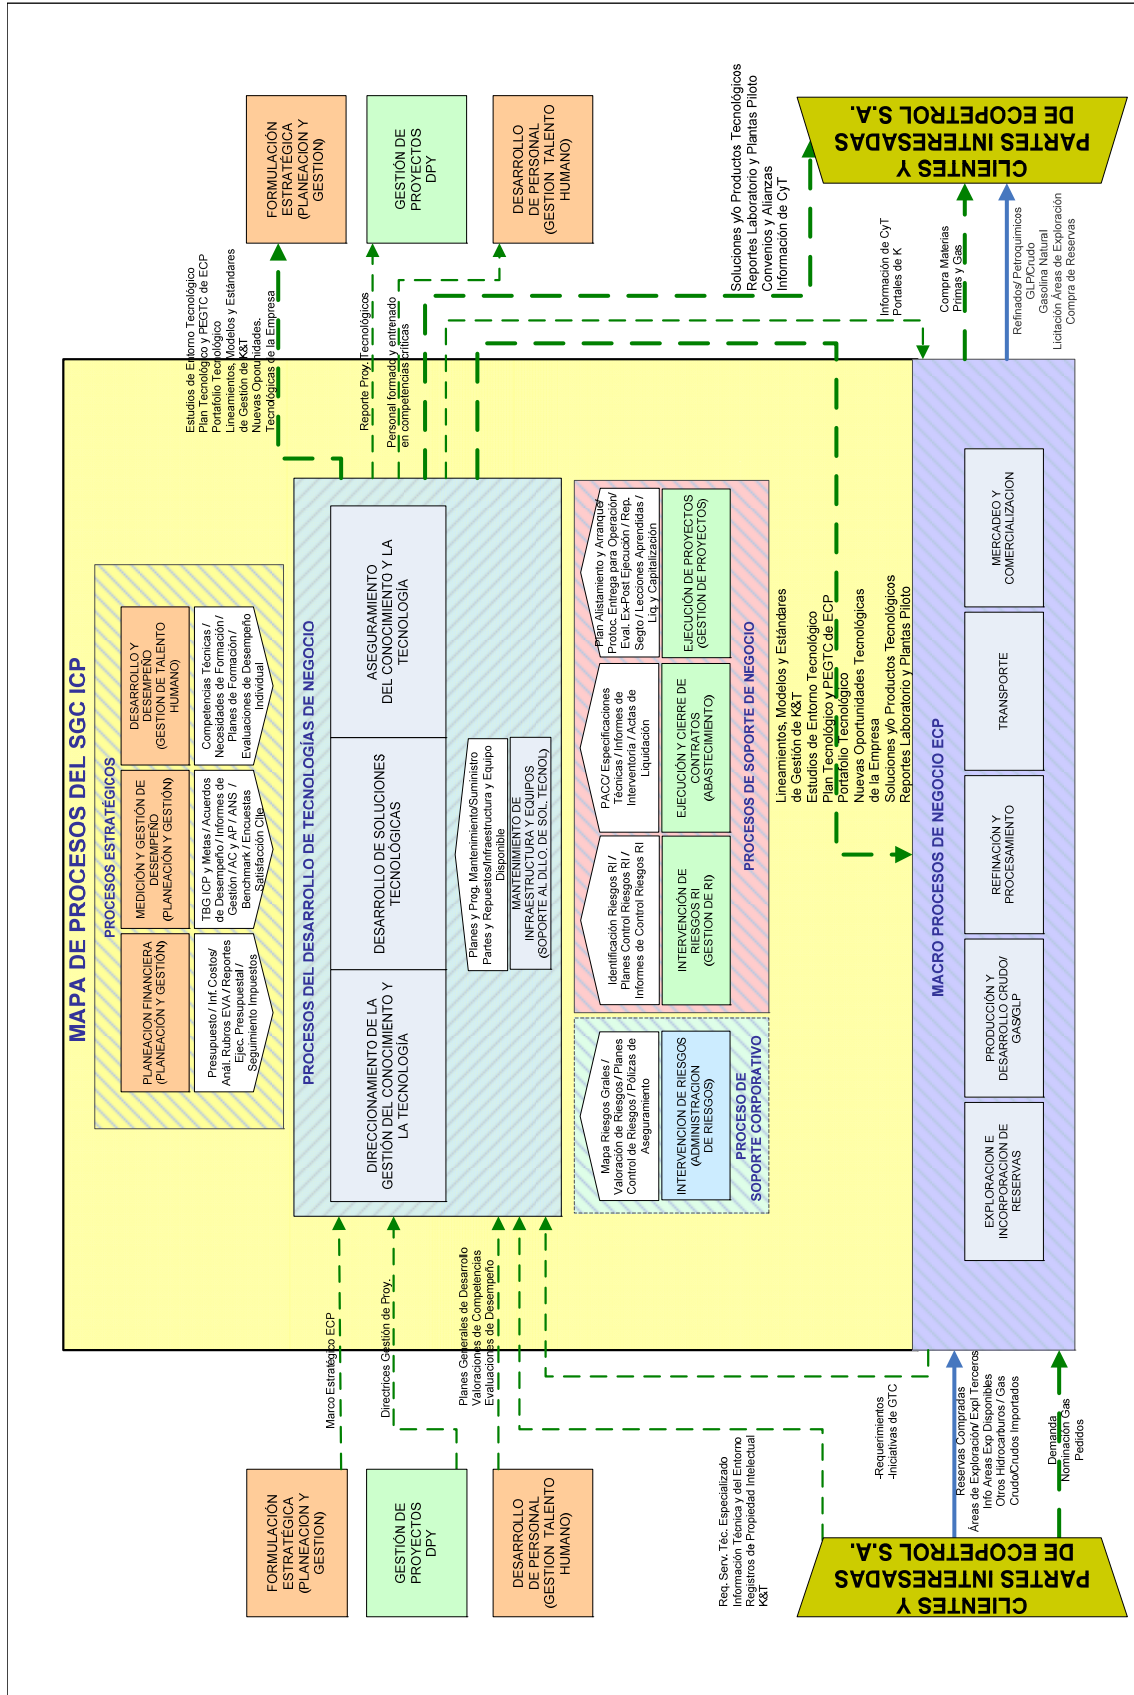 MAPA DE PROCESOS DEL SGC ICP
PROCESOS ESTRATÉGICOS
PLANEACION FINANCIERA
(PLANEACIÓN Y GESTIÓN)
Presupuesto / Inf. Costos/
Anál. Rubros EVA / Reportes
Ejec. Presupuestal /
Seguimiento Impuestos
MEDICIÓN Y GESTIÓN DE
DESEMPEÑO
(PLANEACIÓN Y GESTIÓN)
TBG ICP y Metas / Acuerdos
de Desempeño / Informes de
Gestión / AC y AP / ANS /
Benchmark / Encuestas
Satisfacción Clie
DESARROLLO Y
DESEMPEÑO
(GESTION DE TALENTO
HUMANO)
Competencias Técnicas /
Necesidades de Formación /
Planes de Formación /
Evaluaciones de Desempeño
Individual
PROCESOS DEL DESARROLLO DE TECNOLOGÍAS DE NEGOCIO
DIRECCIONAMIENTO DE LA
GESTIÓN DEL CONOCIMIENTO Y
LA TECNOLOGÍA
DESARROLLO DE SOLUCIONES
TECNOLÓGICAS
ASEGURAMIENTO
DEL CONOCIMIENTO Y LA
TECNOLOGÍA
Planes y Prog. Mantenimiento/Suministro
Partes y Repuestos/Infraestructura y Equipo
Disponible
MANTENIMIENTO DE
INFRAESTRUCTURA Y EQUIPOS
(SOPORTE AL DLLO. DE SOL. TECNOL)
Mapa Riesgos Grales /
Valoración de Riesgos / Planes
Control de Riesgos / Pólizas de
Aseguramiento
INTERVENCION DE RIESGOS
(ADMINISTRACION
DE RIESGOS)
PROCESO DE
SOPORTE CORPORATIVO
Identificación Riesgos RI /
Planes Control Riesgos RI /
Informes de Control Riesgos RI
INTERVENCIÓN DE
RIESGOS RI
(GESTION DE RI)
PACC/ Especificaciones
Técnicas / Informes de
Interventoría / Actas de
Liquidación
EJECUCIÓN Y CIERRE DE
CONTRATOS
(ABASTECIMIENTO)
Plan Alistamiento y Arranque/
Protoc. Entrega para Operación/
Eval. Ex-Post Ejecución / Rep.
Segto / Lecciones Aprendidas /
Liq. y Capitalización
EJECUCIÓN DE PROYECTOS
(GESTION DE PROYECTOS)
PROCESOS DE SOPORTE DE NEGOCIO
MACRO PROCESOS DE NEGOCIO ECP
EXPLORACION E
INCORPORACION DE
RESERVAS
PRODUCCIÓN Y
DESARROLLO CRUDO/
GAS/GLP
REFINACIÓN Y
PROCESAMIENTO
TRANSPORTE
MERCADEO Y
COMERCIALIZACION
FORMULACIÓN
ESTRATÉGICA
(PLANEACION Y
GESTION)
GESTIÓN DE
PROYECTOS
DPY
DESARROLLO
DE PERSONAL
(GESTION TALENTO
HUMANO)
CLIENTES Y
PARTES INTERESADAS
DE ECOPETROL S.A.
Marco Estratégico ECP
Directrices Gestión de Proy.
Planes Generales de Desarrollo
Valoraciones de Competencias
Evaluaciones de Desempeño
Req. Serv. Téc. Especializado
Información Técnica y del Entorno
Registros de Propiedad Intelectual
K&T
-Requerimientos
-Iniciativas de GTC
Reservas Compradas
Áreas de Exploración/ Expl Terceros
Info Areas Exp Disponibles
Otros Hidrocarburos / Gas
Crudo/Crudos Importados
Demanda
Nominación Gas
Pedidos
Estudios de Entorno Tecnológico
Plan Tecnológico y PEGTC de ECP
Portafolio Tecnológico
Lineamientos, Modelos y Estándares
de Gestión de K&T
Nuevas Oportunidades.
Tecnológicas de la Empresa
Reporte Proy. Tecnológicos
Personal formado y entrenado
en competencias críticas
Soluciones y/o Productos Tecnológicos
Reportes Laboratorio y Plantas Piloto
Convenios y Alianzas
Información de CyT
Lineamientos, Modelos y Estándares
de Gestión de K&T
Estudios de Entorno Tecnológico
Plan Tecnológico y PEGTC de ECP
Portafolio Tecnológico
Nuevas Oportunidades Tecnológicas
de la Empresa
Soluciones y/o Productos Tecnológicos
Reportes Laboratorio y Plantas Piloto
Información de CyT
Portales de K
Compra Materias
Primas y Gas
Refinados/ Petroquimicos
GLP/Crudo
Gasolina Natural
Licitación Áreas de Exploración
Compra de Reservas
FORMULACIÓN
ESTRATÉGICA
(PLANEACION Y
GESTION)
GESTIÓN DE
PROYECTOS
DPY
DESARROLLO
DE PERSONAL
(GESTION TALENTO
HUMANO)
CLIENTES Y
PARTES INTERESADAS
DE ECOPETROL S.A.